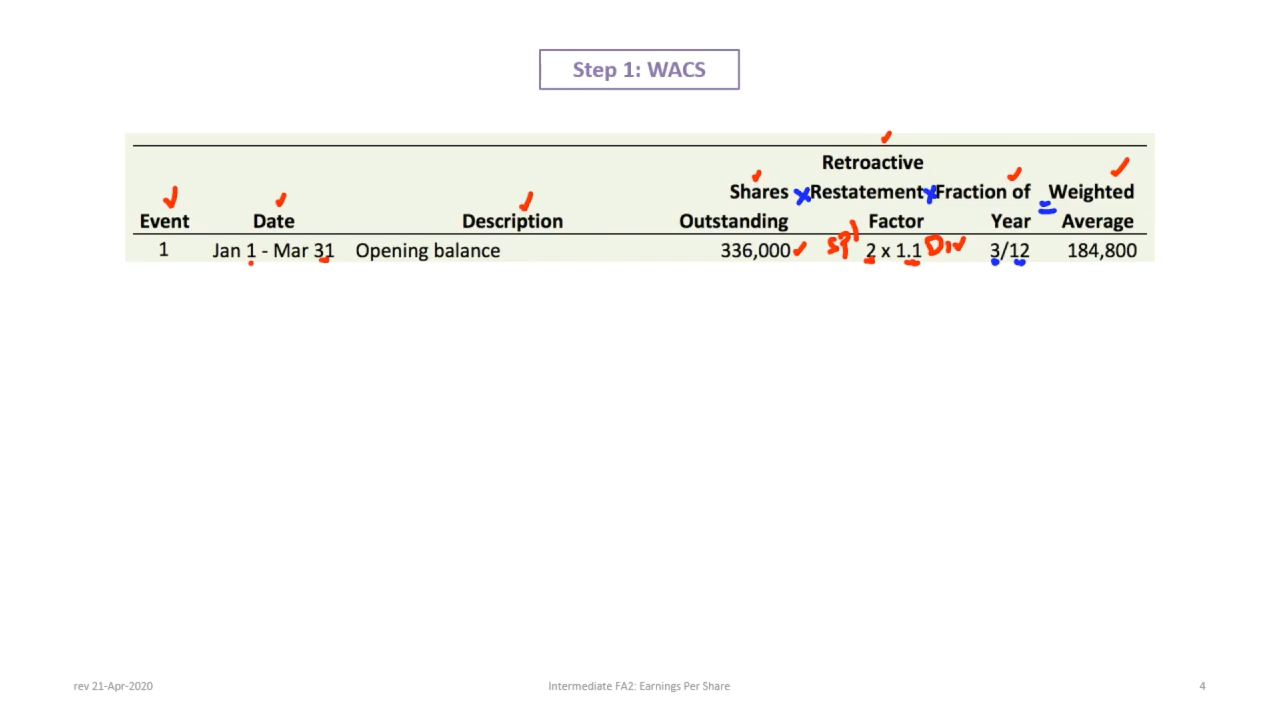 Step 1: WACS
Retroactive
Shares x Restatement x Fraction of = Weighted
Event Date Description Outstanding Factor Year Average
1 Jan 1 - Mar 31 Opening balance 336,000 Spl 2 x 1.1 Div 3/12 184,800
rev 21-Apr-2020 Intermediate FA2: Earnings Per Share 4